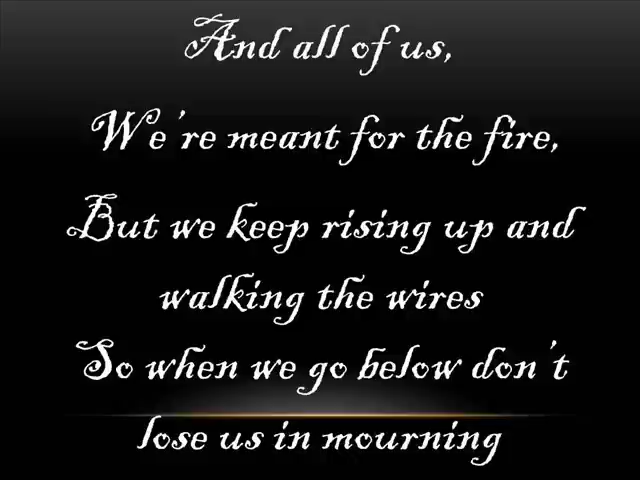 And all of us,
We're meant for the fire,
But we keep rising up and
walking the wires
So when we go below don't
lose us in mourning